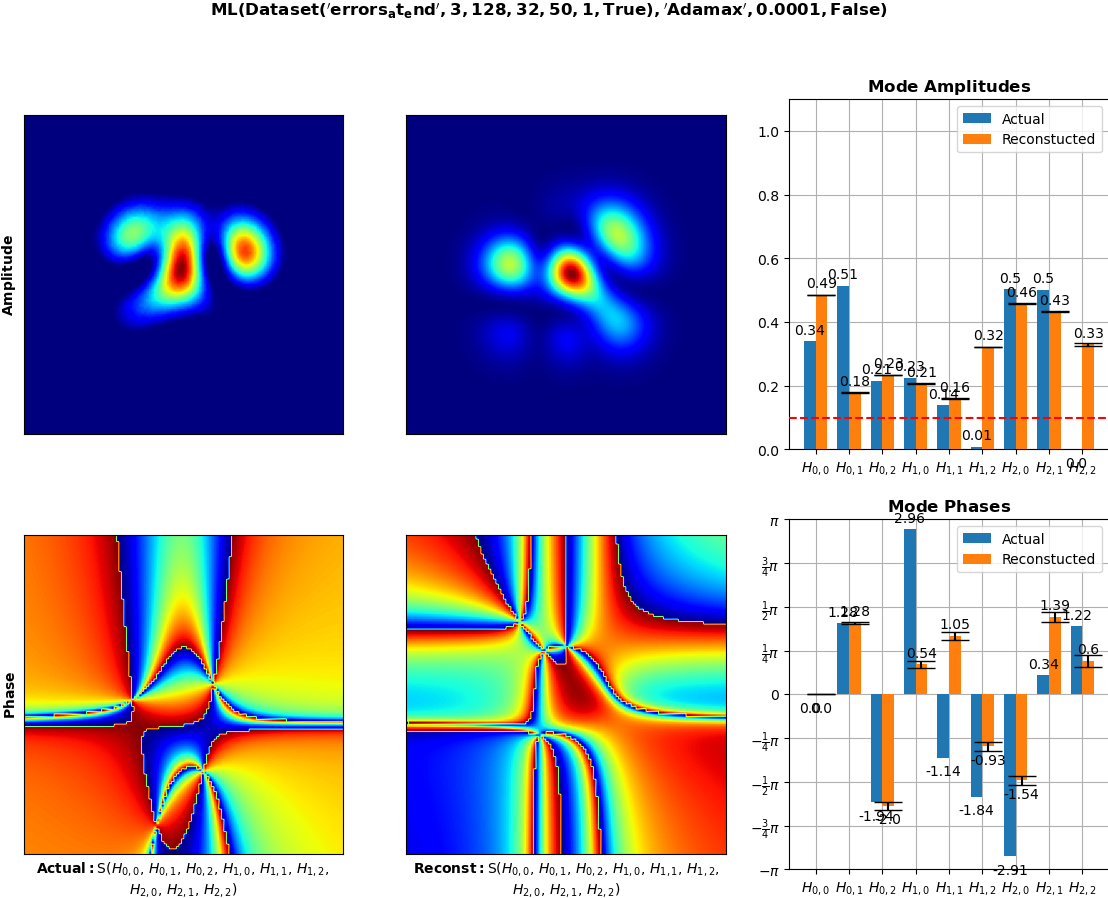 ML(Dataset('errors_at_end', 3, 128, 32, 50, 1, True), 'Adamax', 0.0001, False)
Amplitude
Mode Amplitudes
Actual
Reconstucted
1.0
0.8
0.6
0.4
0.2
0.0
0.34
0.49
0.51
0.18
0.21
0.23
0.23
0.21
0.14
0.16
0.01
0.32
0.5
0.46
0.5
0.43
0.0
0.33
H0,0 H0,1 H0,2 H1,0 H1,1 H1,2 H2,0 H2,1 H2,2
Phase
Mode Phases
Actual
Reconstucted
π
3/4π
1/2π
1/4π
0
−1/4π
−1/2π
−3/4π
−π
0.0
1.28
1.28
-1.94
-2.0
2.96
0.54
-1.14
1.05
-1.84
-0.93
-2.91
-1.54
0.34
1.39
1.22
0.6
H0,0 H0,1 H0,2 H1,0 H1,1 H1,2 H2,0 H2,1 H2,2
Actual: S(H0,0, H0,1, H0,2, H1,0, H1,1, H1,2,
H2,0, H2,1, H2,2)
Reconst: S(H0,0, H0,1, H0,2, H1,0, H1,1, H1,2,
H2,0, H2,1, H2,2)